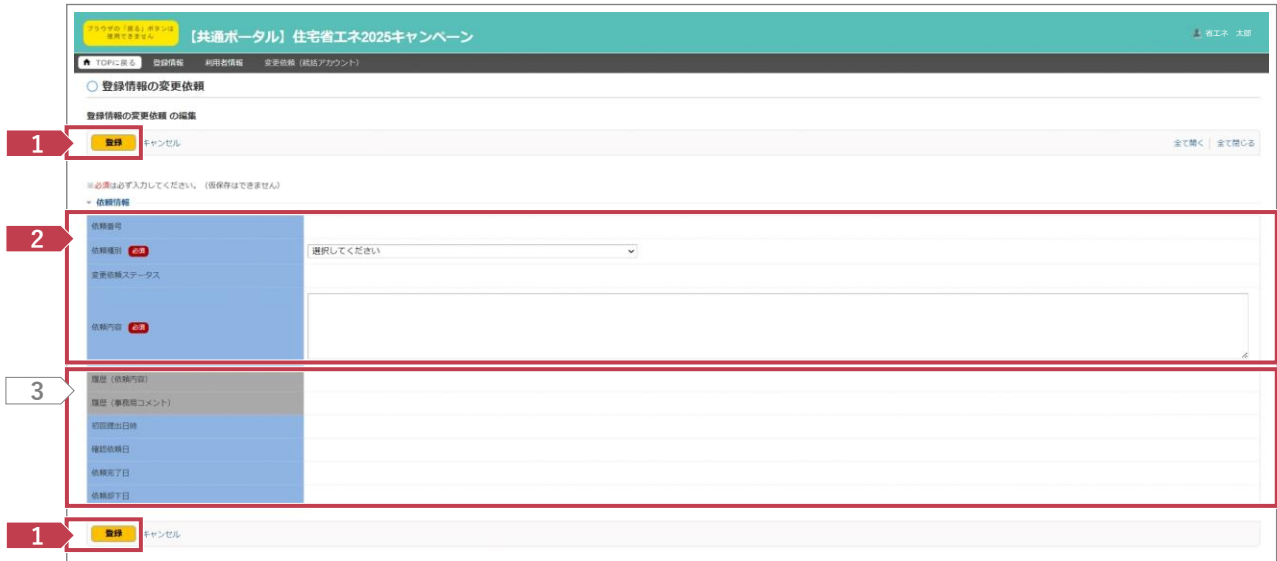 ブラウザの「戻る」ボタンは
使用できません
【共通ポータル】住宅省エネ2025キャンペーン
省エネ 太郎
TOPに戻る 登録情報 利用者情報 変更依頼（統括アカウント）
登録情報の変更依頼
登録情報の変更依頼 の編集
1
登録 キャンセル
全て開く 全て閉じる
※必須は必ず入力してください。（仮保存はできません）
依頼情報
2
依頼番号
依頼種別 必須 選択してください
変更依頼ステータス
依頼内容 必須
3
履歴（依頼内容）
履歴（事務局コメント）
初回提出日時
確認依頼日
依頼完了日
依頼却下日
1
登録 キャンセル